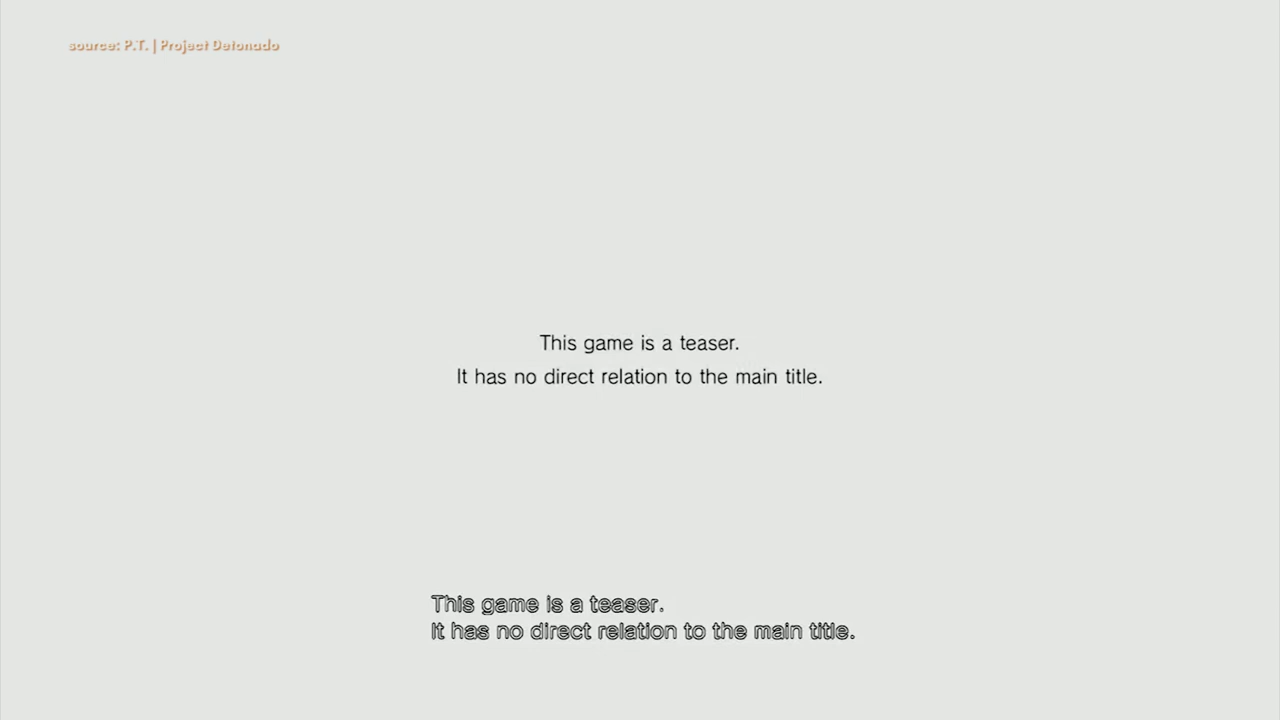 source: P.T. | Project Detonado
This game is a teaser.
It has no direct relation to the main title.
This game is a teaser.
It has no direct relation to the main title.